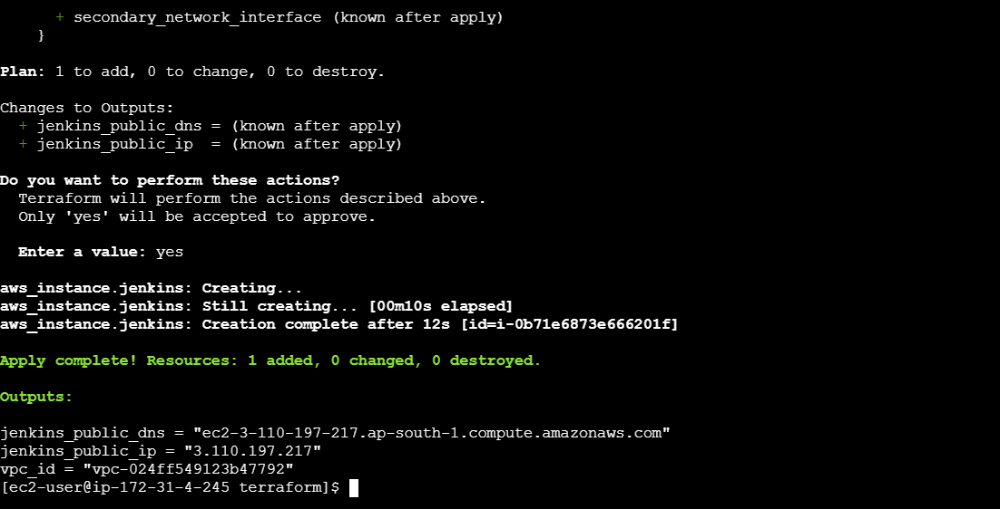 + secondary_network_interface (known after apply)
}
Plan: 1 to add, 0 to change, 0 to destroy.
Changes to Outputs:
+ jenkins_public_dns = (known after apply)
+ jenkins_public_ip  = (known after apply)
Do you want to perform these actions?
Terraform will perform the actions described above.
Only 'yes' will be accepted to approve.
Enter a value: yes
aws_instance.jenkins: Creating...
aws_instance.jenkins: Still creating... [00m10s elapsed]
aws_instance.jenkins: Creation complete after 12s [id=i-0b71e6873e666201f]
Apply complete! Resources: 1 added, 0 changed, 0 destroyed.
Outputs:
jenkins_public_dns = "ec2-3-110-197-217.ap-south-1.compute.amazonaws.com"
jenkins_public_ip = "3.110.197.217"
vpc_id = "vpc-024ff549123b47792"
[ec2-user@ip-172-31-4-245 terraform]$